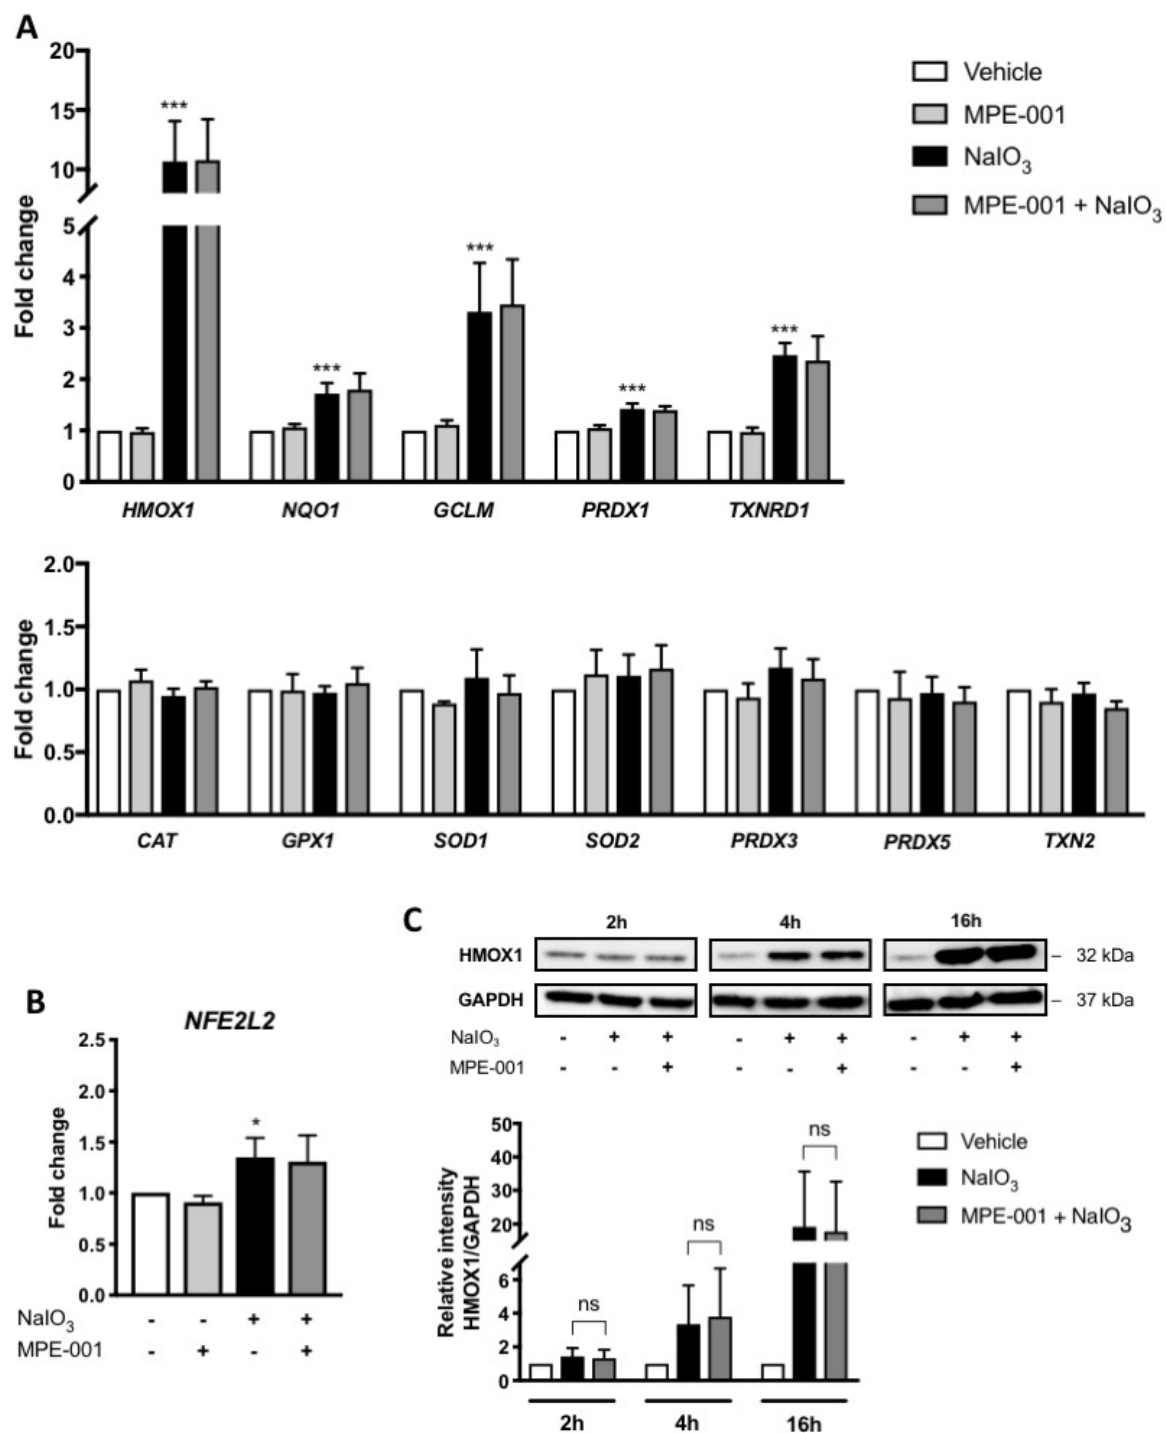 A
20
15
10
5
4
3
2
1
0
Fold change
***
***
***
***
***
HMOX1 NQO1 GCLM PRDX1 TXNRD1
Vehicle
MPE-001
NaIO3
MPE-001 + NaIO3
2.0
1.5
1.0
0.5
0.0
Fold change
CAT GPX1 SOD1 SOD2 PRDX3 PRDX5 TXN2
B
NFE2L2
2.5
2.0
1.5
1.0
0.5
0.0
Fold change
*
NaIO3 - - + +
MPE-001 - + - +
C
2h 4h 16h
HMOX1 – 32 kDa
GAPDH – 37 kDa
NaIO3 - + + - + + - + +
MPE-001 - - + - - + - - +
50
40
30
20
6
4
2
0
Relative intensity
HMOX1/GAPDH
ns
ns
ns
2h 4h 16h
Vehicle
NaIO3
MPE-001 + NaIO3